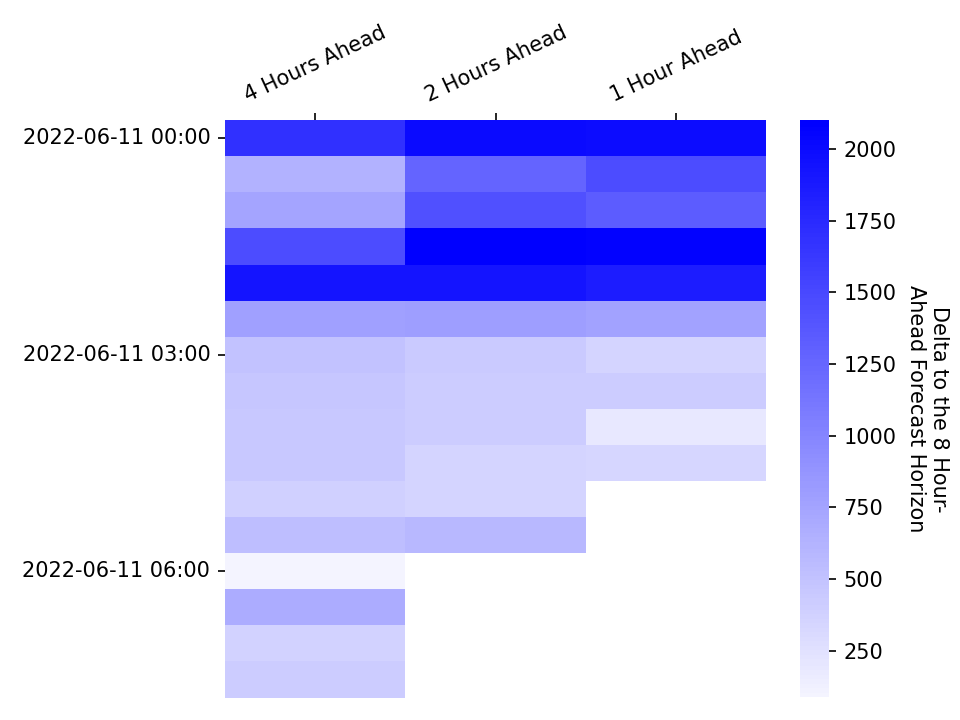 4 Hours Ahead
2 Hours Ahead
1 Hour Ahead
2022-06-11 00:00
2022-06-11 03:00
2022-06-11 06:00
2000
1750
1500
1250
1000
750
500
250
Delta to the 8 Hour-
Ahead Forecast Horizon